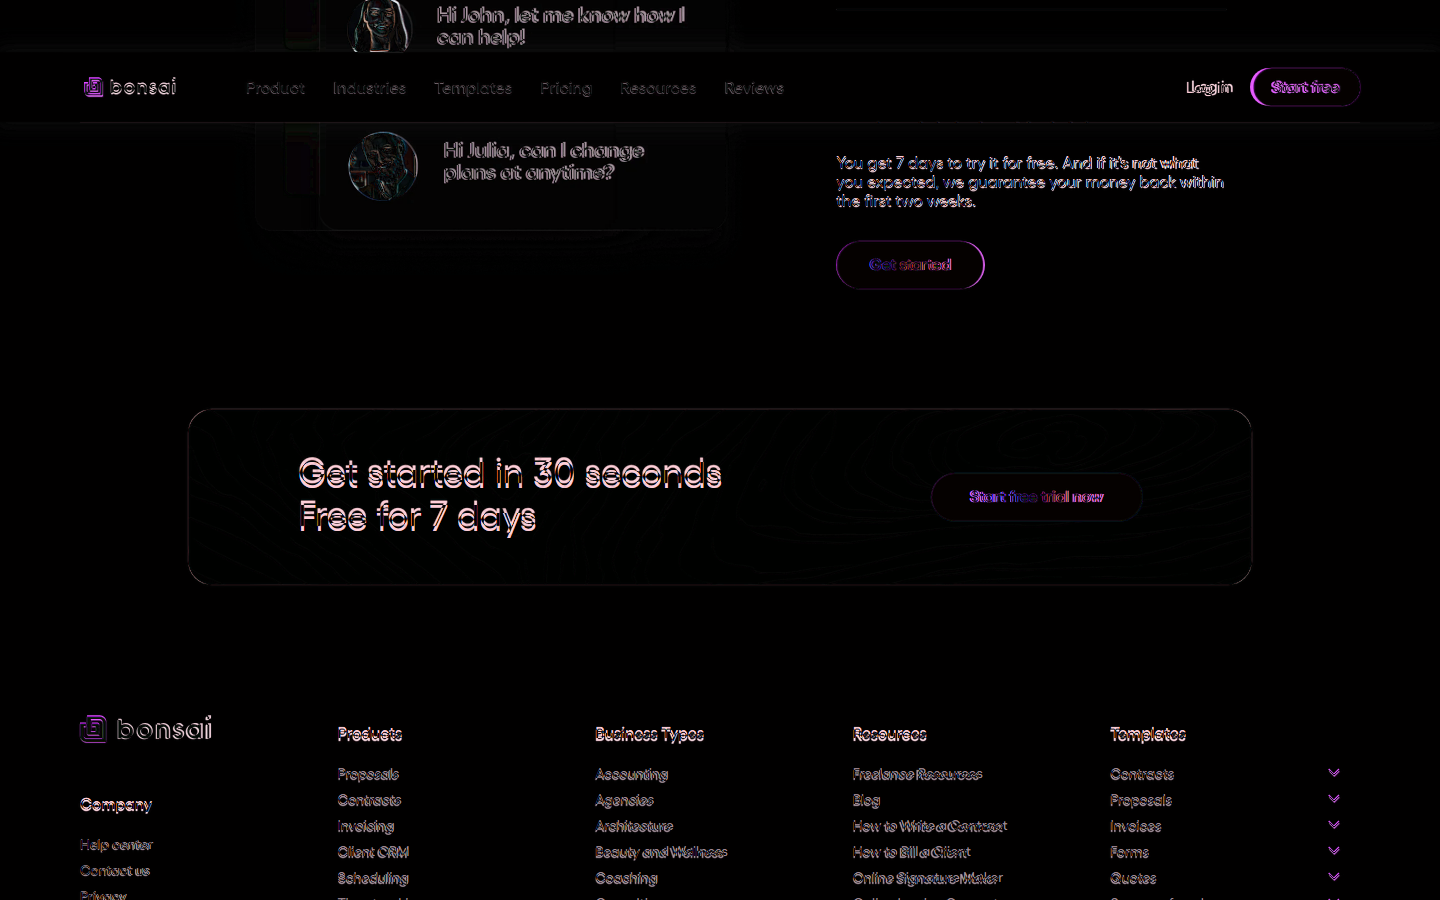 Hi John, let me know how I
can help!
bonsai
Product
Industries
Templates
Pricing
Resources
Reviews
Login
Start free
Hi Julia, can I change
plans at anytime?
You get 7 days to try it for free. And if it's not what
you expected, we guarantee your money back within
the first two weeks.
Get started
Get started in 30 seconds
Free for 7 days
Start free trial now
bonsai
Company
Help center
Contact us
Privacy
Products
Proposals
Contracts
Invoicing
Client CRM
Scheduling
Business Types
Accounting
Agencies
Architecture
Beauty and Wellness
Coaching
Resources
Freelance Resources
Blog
How to Write a Contract
How to Bill a Client
Online Signature Maker
Templates
Contracts
Proposals
Invoices
Forms
Quotes